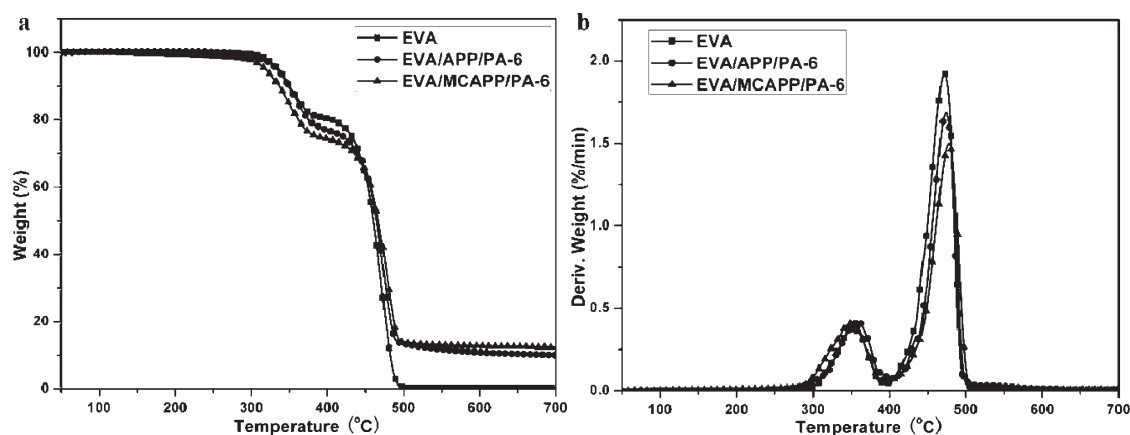 a
EVA
EVA/APP/PA-6
EVA/MCAPP/PA-6
100
80
60
40
20
0
Weight (%)
100 200 300 400 500 600 700
Temperature (°C)
b
EVA
EVA/APP/PA-6
EVA/MCAPP/PA-6
2.0
1.5
1.0
0.5
0.0
Deriv. Weight (%/min)
100 200 300 400 500 600 700
Temperature (°C)